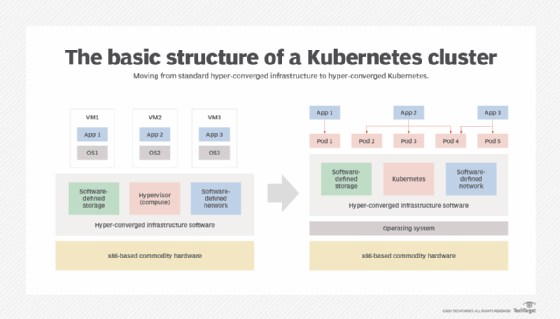 The basic structure of a Kubernetes cluster
Moving from standard hyper-converged infrastructure to hyper-converged Kubernetes.
VM1
App 1
OS1
VM2
App 2
OS2
VM3
App 3
OS3
Software-
defined
storage
Hypervisor
(compute)
Software-
defined
network
Hyper-converged infrastructure software
x86-based commodity hardware
App 1
App 2
App 3
Pod 1
Pod 2
Pod 3
Pod 4
Pod 5
Software-
defined
storage
Kubernetes
Software-
defined
network
Hyper-converged infrastructure software
Operating system
x86-based commodity hardware
TECHTARGET. ALL RIGHTS RESERVED
TechTarget